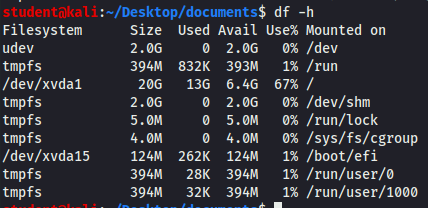 student@kali:~/Desktop/documents$ df -h
Filesystem      Size  Used Avail Use% Mounted on
udev            2.0G     0  2.0G   0% /dev
tmpfs           394M  832K  393M   1% /run
/dev/xvda1       20G   13G  6.4G  67% /
tmpfs           2.0G     0  2.0G   0% /dev/shm
tmpfs           5.0M     0  5.0M   0% /run/lock
tmpfs           4.0M     0  4.0M   0% /sys/fs/cgroup
/dev/xvda15     124M  262K  124M   1% /boot/efi
tmpfs           394M   28K  394M   1% /run/user/0
tmpfs           394M   32K  394M   1% /run/user/1000
student@kali:~/Desktop/documents$